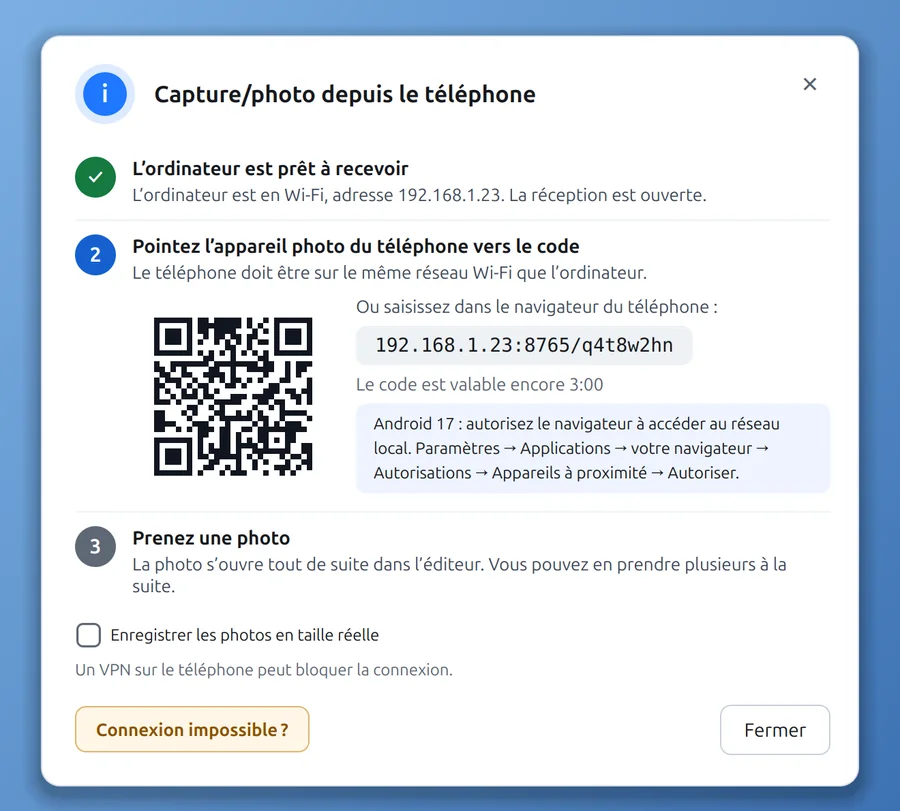 i
Capture/photo depuis le téléphone
L’ordinateur est prêt à recevoir
L’ordinateur est en Wi-Fi, adresse 192.168.1.23. La réception est ouverte.
2
Pointez l’appareil photo du téléphone vers le code
Le téléphone doit être sur le même réseau Wi-Fi que l’ordinateur.
Ou saisissez dans le navigateur du téléphone :
192.168.1.23:8765/q4t8w2hn
Le code est valable encore 3:00
Android 17 : autorisez le navigateur à accéder au réseau
local. Paramètres → Applications → votre navigateur →
Autorisations → Appareils à proximité → Autoriser.
3
Prenez une photo
La photo s’ouvre tout de suite dans l’éditeur. Vous pouvez en prendre plusieurs à la
suite.
Enregistrer les photos en taille réelle
Un VPN sur le téléphone peut bloquer la connexion.
Connexion impossible ?
Fermer